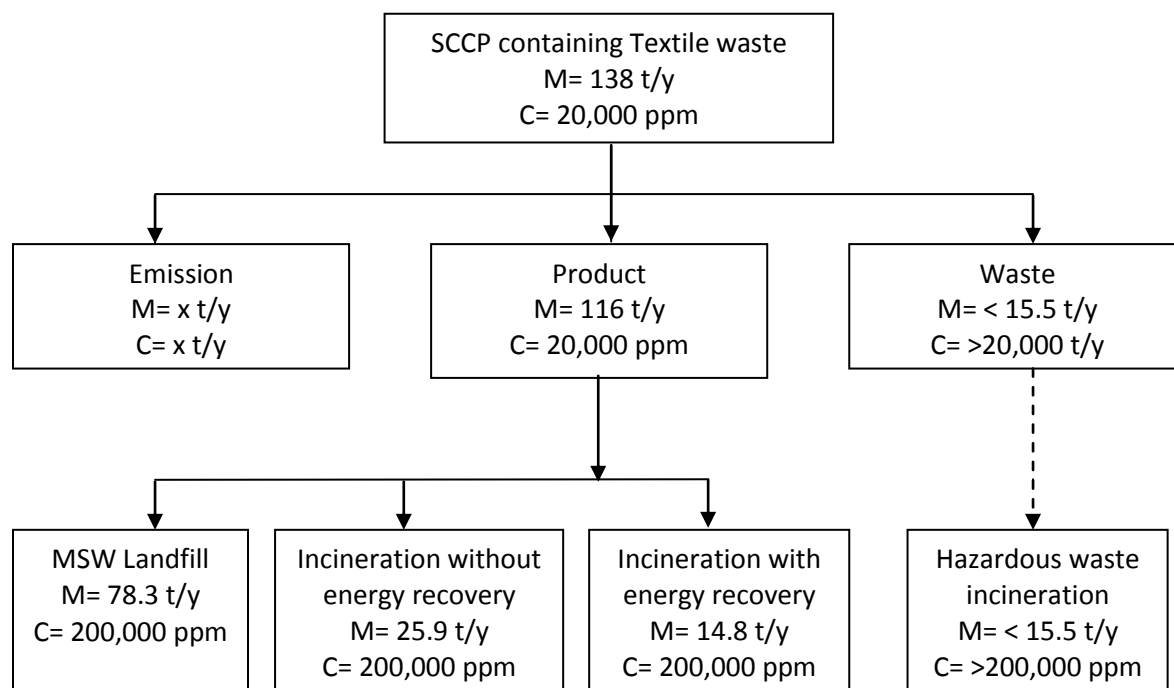 SCCP containing Textile waste
M= 138 t/y
C= 20,000 ppm
Emission
M= x t/y
C= x t/y
Product
M= 116 t/y
C= 20,000 ppm
Waste
M= < 15.5 t/y
C= >20,000 t/y
MSW Landfill
M= 78.3 t/y
C= 200,000 ppm
Incineration without
energy recovery
M= 25.9 t/y
C= 200,000 ppm
Incineration with
energy recovery
M= 14.8 t/y
C= 200,000 ppm
Hazardous waste
incineration
M= < 15.5 t/y
C= >200,000 ppm